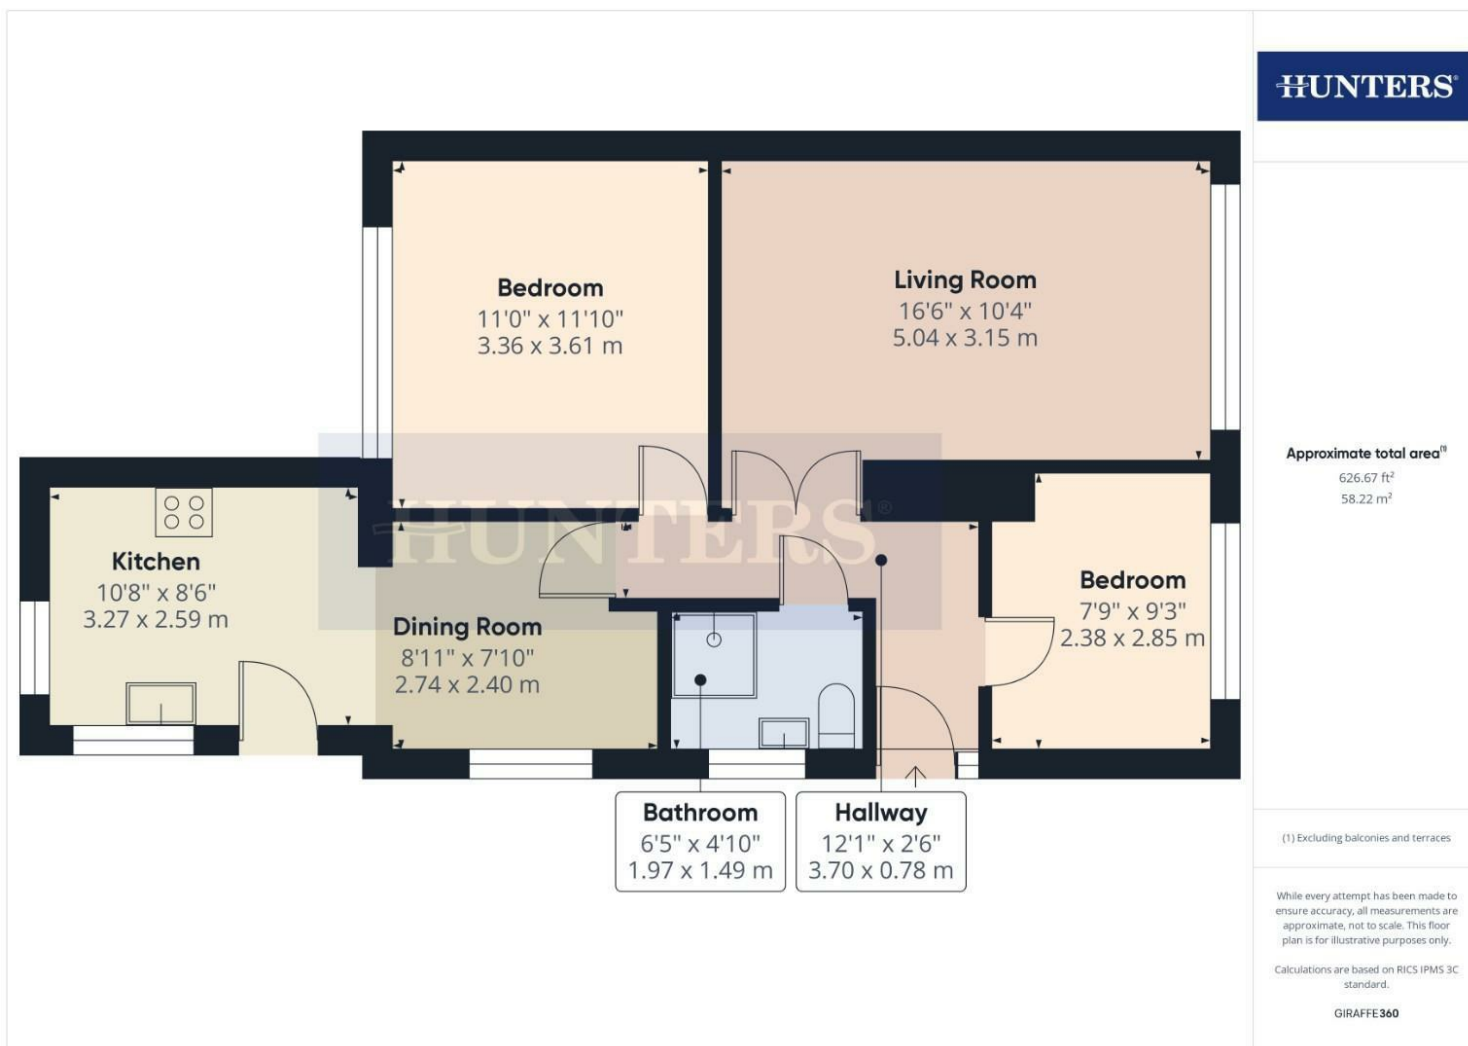 HUNTERS®
Bedroom
11'0" x 11'10"
3.36 x 3.61 m
Living Room
16'6" x 10'4"
5.04 x 3.15 m
HUNTERS®
Kitchen
10'8" x 8'6"
3.27 x 2.59 m
Dining Room
8'11" x 7'10"
2.74 x 2.40 m
Bedroom
7'9" x 9'3"
2.38 x 2.85 m
Bathroom
6'5" x 4'10"
1.97 x 1.49 m
Hallway
12'1" x 2'6"
3.70 x 0.78 m
Approximate total area⁽¹⁾
626.67 ft²
58.22 m²
(1) Excluding balconies and terraces
While every attempt has been made to
ensure accuracy, all measurements are
approximate, not to scale. This floor
plan is for illustrative purposes only.
Calculations are based on RICS IPMS 3C
standard.
GIRAFFE360